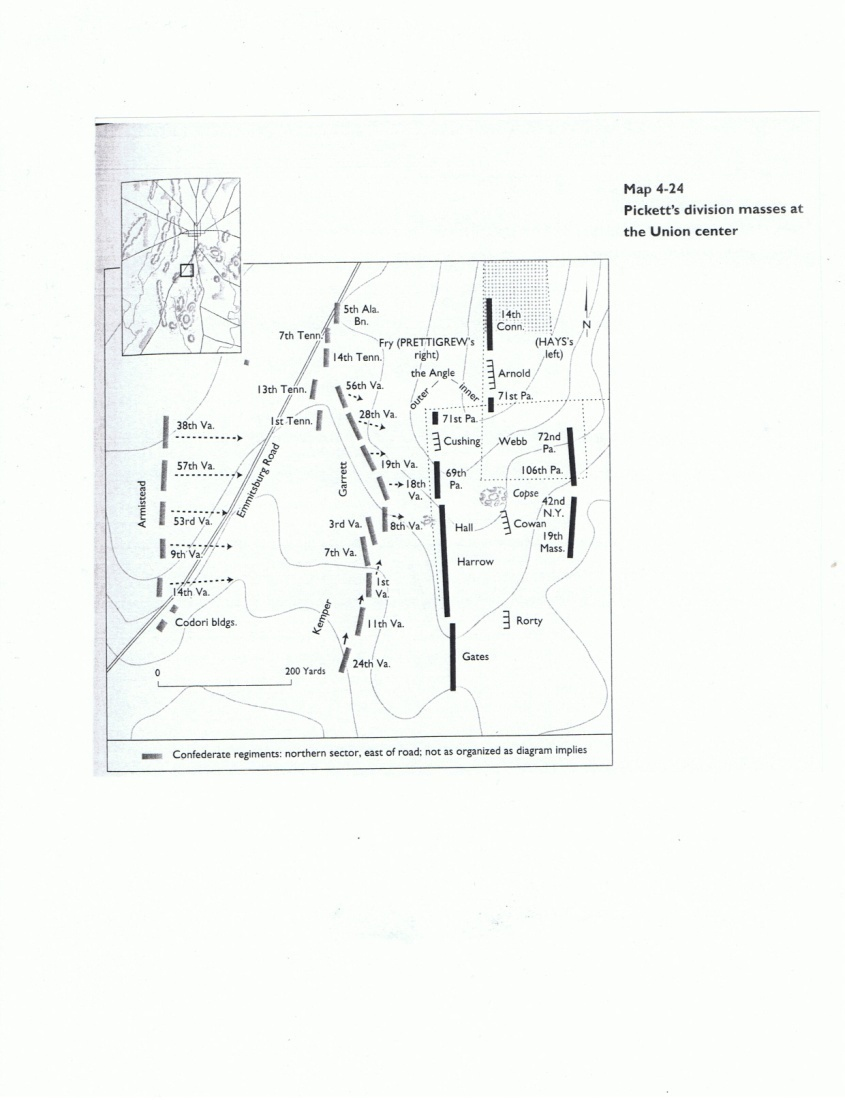 Map 4-24
Pickett's division masses at
the Union center
5th Ala.
Bn.
7th Tenn.
14th Tenn.
13th Tenn.
1st Tenn.
Fry (PRETTIGREW's
right)
the Angle
outer
inner
14th
Conn.
(HAYS's
left)
N
Arnold
71st Pa.
71st Pa.
Cushing
Webb
72nd
Pa.
106th Pa.
69th
Pa.
Copse
42nd
N.Y.
Cowan
19th
Mass.
Hall
Harrow
Rorty
Gates
56th Va.
28th Va.
19th Va.
18th
Va.
8th Va.
Garrett
38th Va.
57th Va.
53rd Va.
9th Va.
14th Va.
Armistead
Emmitsburg Road
Codori bldgs.
3rd Va.
7th Va.
1st
Va.
11th Va.
24th Va.
Kemper
0
200 Yards
Confederate regiments: northern sector, east of road; not as organized as diagram implies